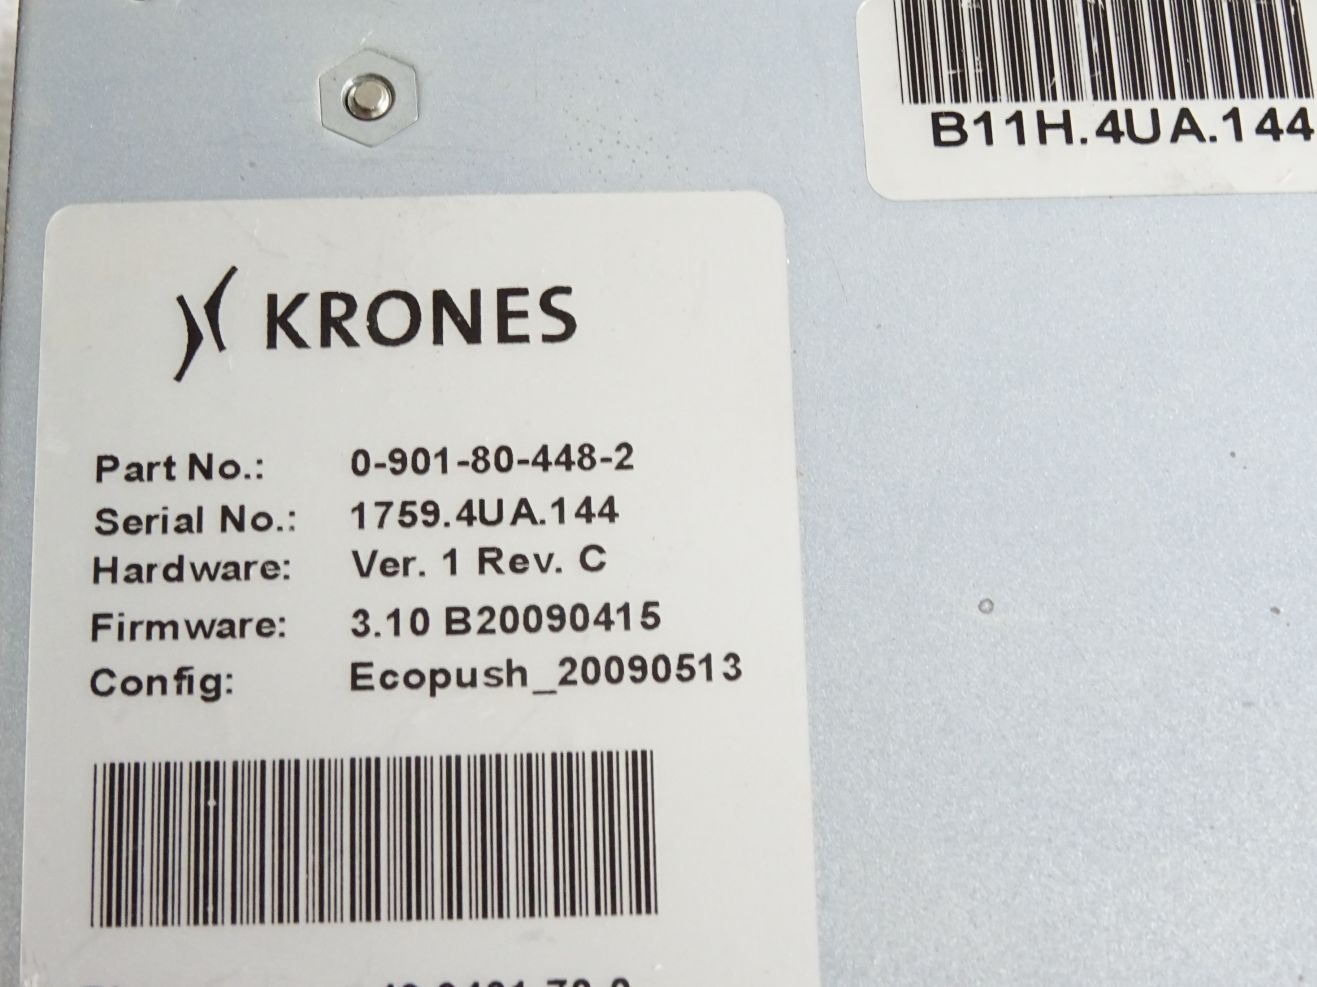 B11H.4UA.144
KRONES
Part No.: 0-901-80-448-2
Serial No.: 1759.4UA.144
Hardware: Ver. 1 Rev. C
Firmware: 3.10 B20090415
Config: Ecopush_20090513